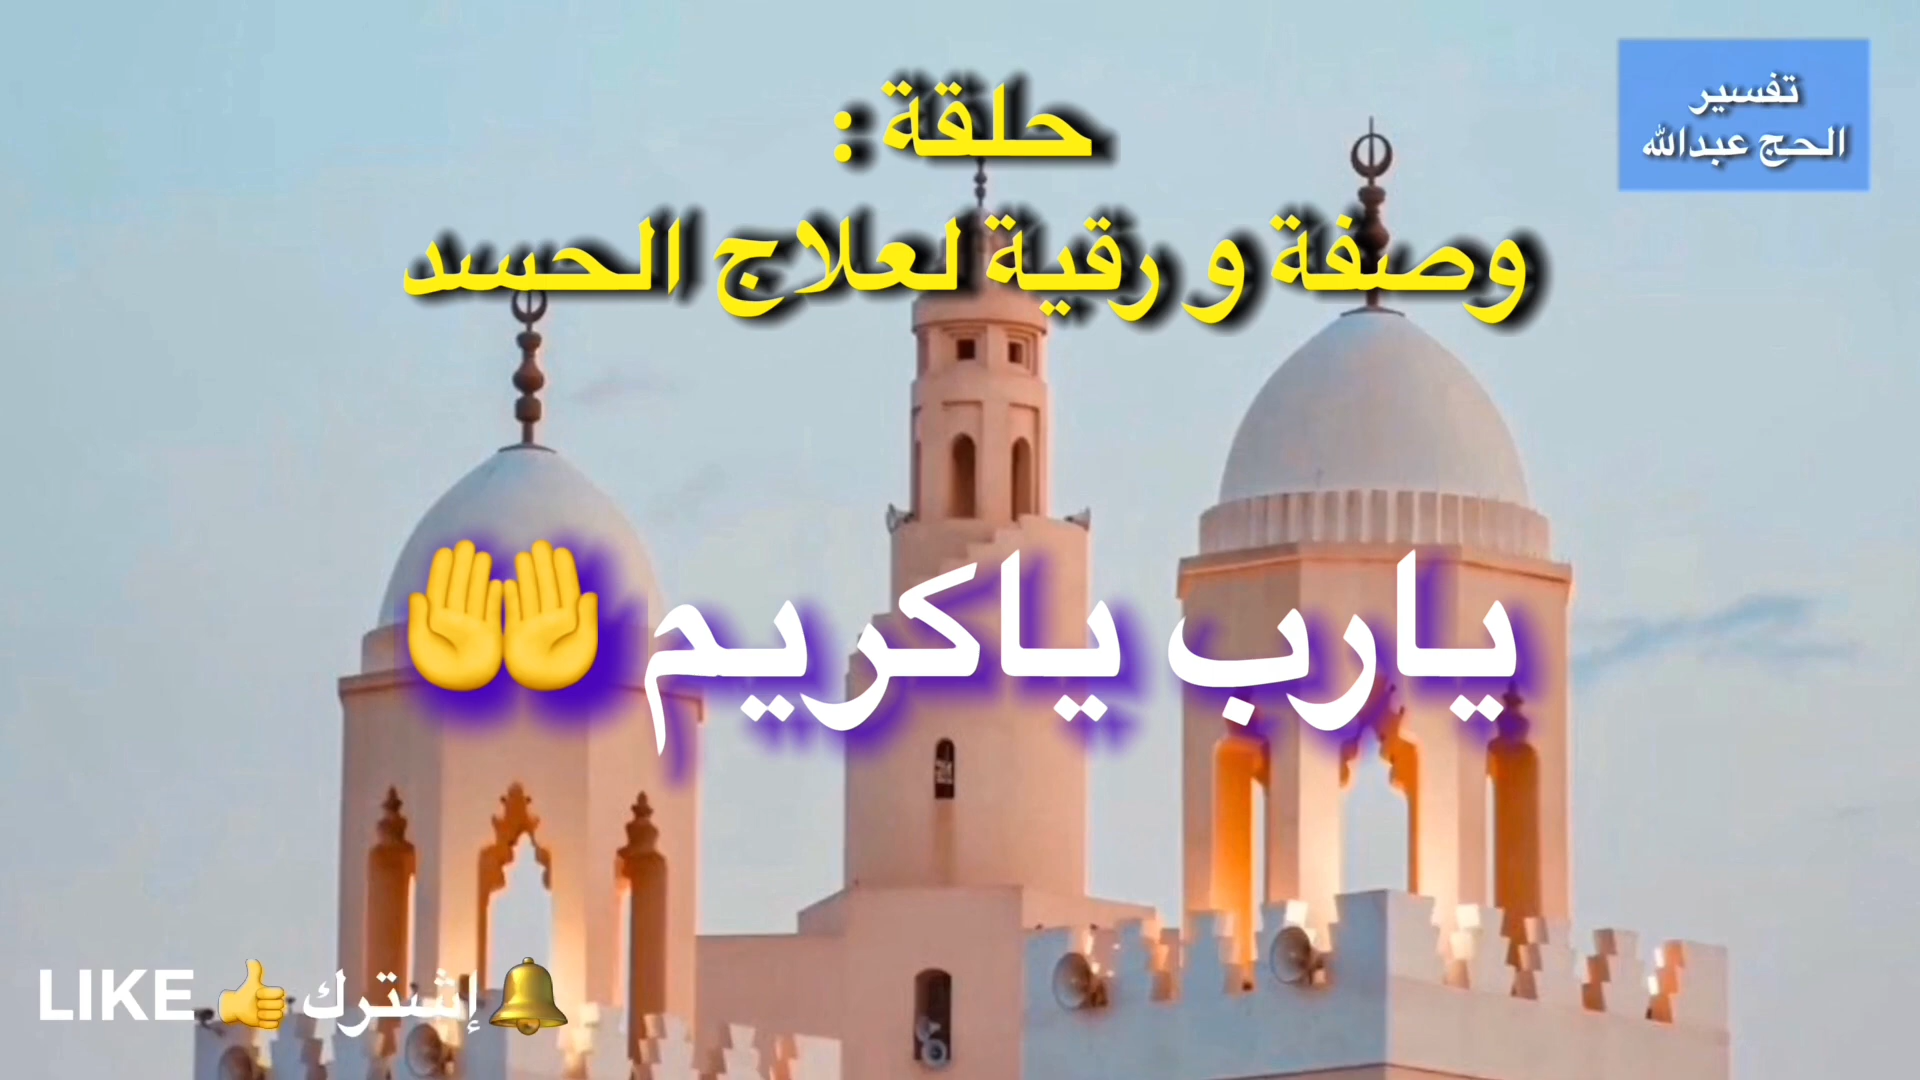 تفسير
الحج عبدالله
حلقة :
وصفة و رقية لعلاج الحسد
يارب ياكريم 🤲
LIKE 👍 إشترك 🔔